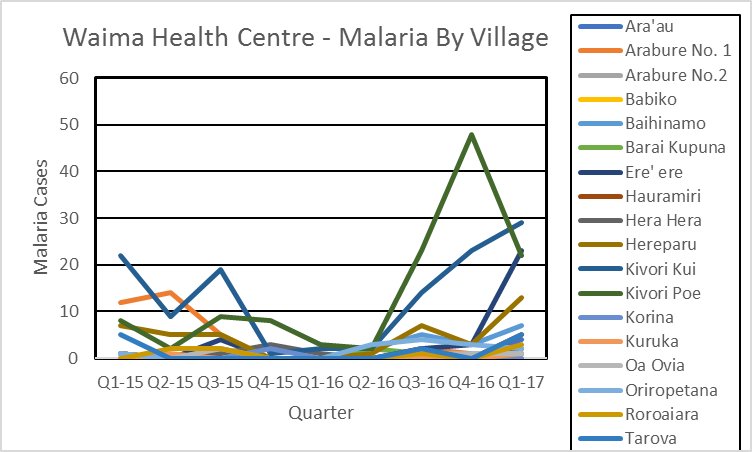 Waima Health Centre - Malaria By Village
60
50
40
30
20
10
0
Malaria Cases
Q1-15 Q2-15 Q3-15 Q4-15 Q1-16 Q2-16 Q3-16 Q4-16 Q1-17
Quarter
Ara'au
Arabure No. 1
Arabure No.2
Babiko
Baihinamo
Barai Kupuna
Ere' ere
Hauramiri
Hera Hera
Hereparu
Kivori Kui
Kivori Poe
Korina
Kuruka
Oa Ovia
Oriropetana
Roroaiara
Tarova